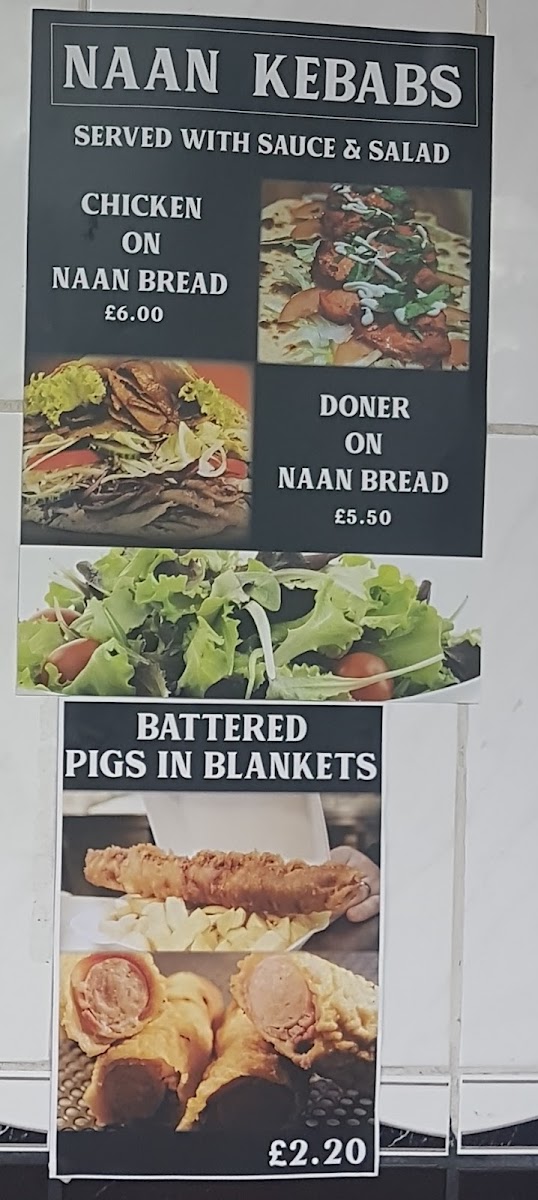 NAAN KEBABS
SERVED WITH SAUCE & SALAD
CHICKEN
ON
NAAN BREAD
£6.00
DONER
ON
NAAN BREAD
£5.50
BATTERED
PIGS IN BLANKETS
£2.20